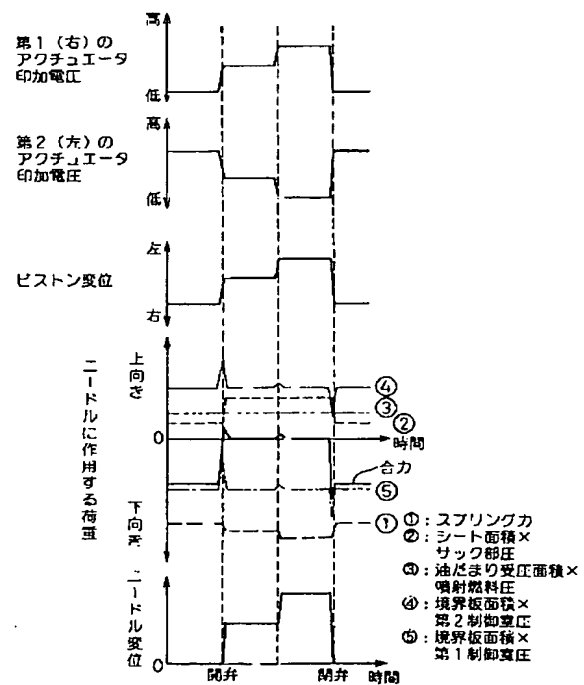 第1（右）の
アクチュエータ
印加電圧
高
低
第2（左）の
アクチュエータ
印加電圧
高
低
ピストン変位
左
右
ニードルに作用する荷重
上向き
0
下向き
④
③
②
時間
合力
⑤
①
①：スプリング力
②：シート面積×
サック部圧
③：油だまり受圧面積×
噴射燃料圧
④：境界板面積×
第2制御室圧
⑤：境界板面積×
第1制御室圧
ニードル変位
0
開弁
閉弁
時間